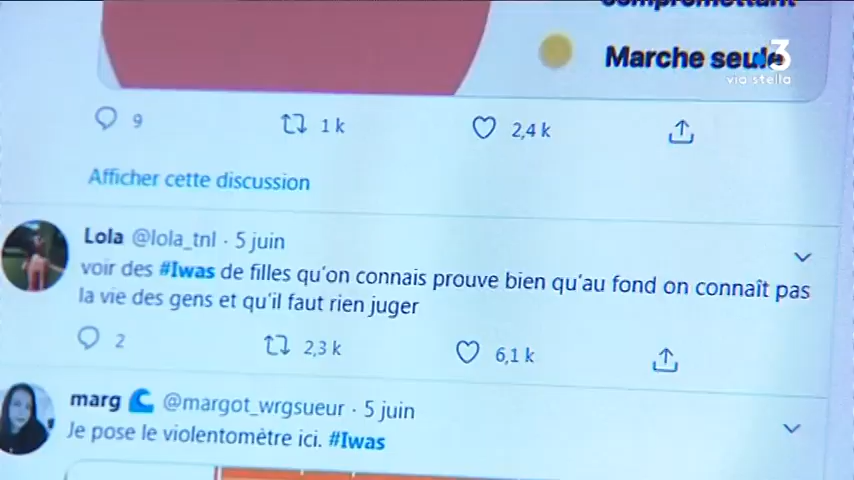 compromettant
Marche seule
3
via stella
9
1 k
2,4 k
Afficher cette discussion
Lola @lola_tnl · 5 juin
voir des #Iwas de filles qu'on connais prouve bien qu'au fond on connaît pas
la vie des gens et qu'il faut rien juger
2
2,3 k
6,1 k
marg @margot_wrgsueur · 5 juin
Je pose le violentomètre ici. #Iwas